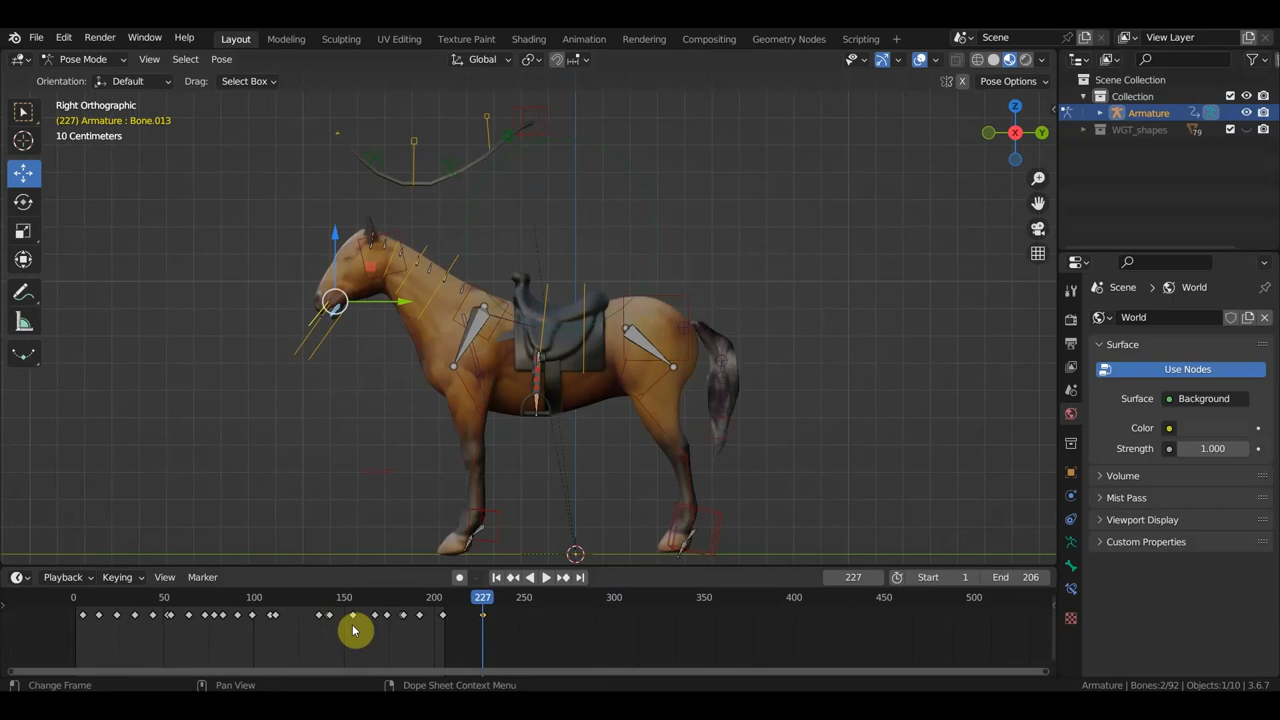 File Edit Render Window Help Layout Modeling Sculpting UV Editing Texture Paint Shading Animation Rendering Compositing Geometry Nodes Scripting + Scene View Layer
Pose Mode View Select Pose Global
Orientation: Default Drag: Select Box X Pose Options
Right Orthographic
(227) Armature : Bone.013
10 Centimeters
Z
Y
X
Scene Collection
Collection
Armature
WGT_shapes 79
Scene World
World
Surface
Use Nodes
Surface Background
Color
Strength 1.000
Volume
Mist Pass
Viewport Display
Custom Properties
Playback Keying View Marker 227 Start 1 End 206
0 50 100 150 200 227 250 300 350 400 450 500
Change Frame Pan View Dope Sheet Context Menu Armature | Bones:2/92 | Objects:1/10 | 3.6.7